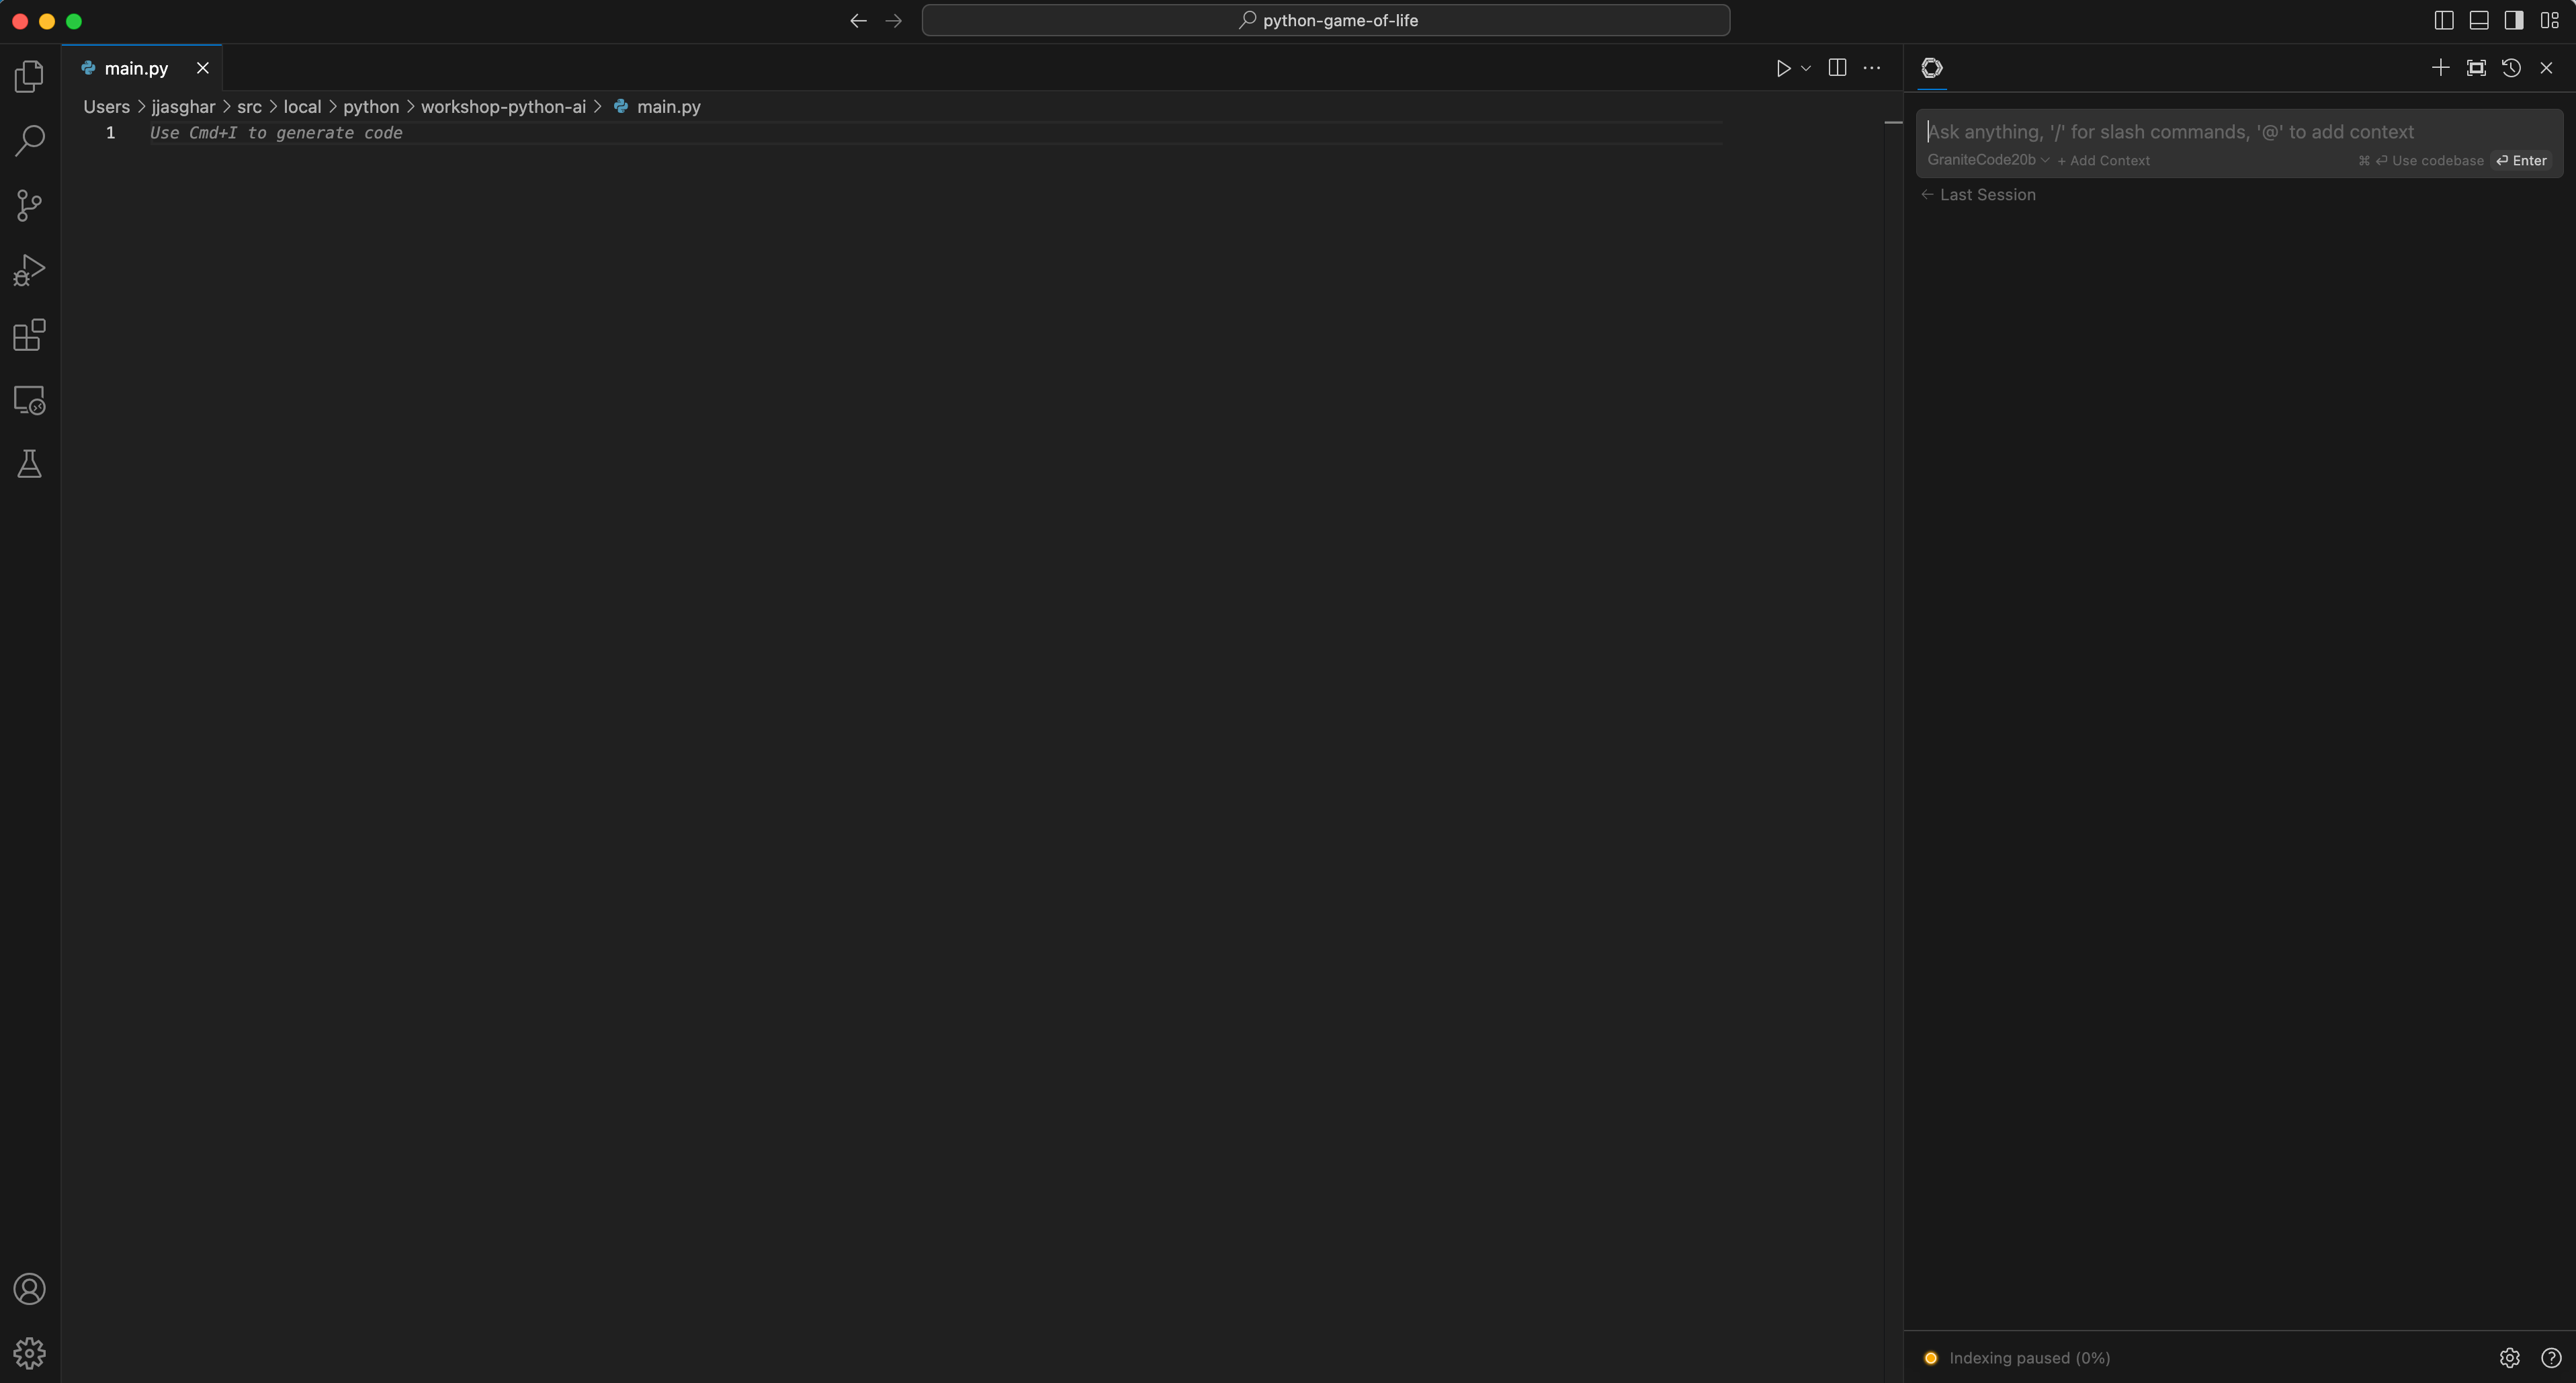 python-game-of-life
main.py
Users > jjasghar > src > local > python > workshop-python-ai > main.py
1 Use Cmd+I to generate code
Ask anything, '/' for slash commands, '@' to add context
GraniteCode20b + Add Context ⌘ ⏎ Use codebase ⏎ Enter
← Last Session
Indexing paused (0%)